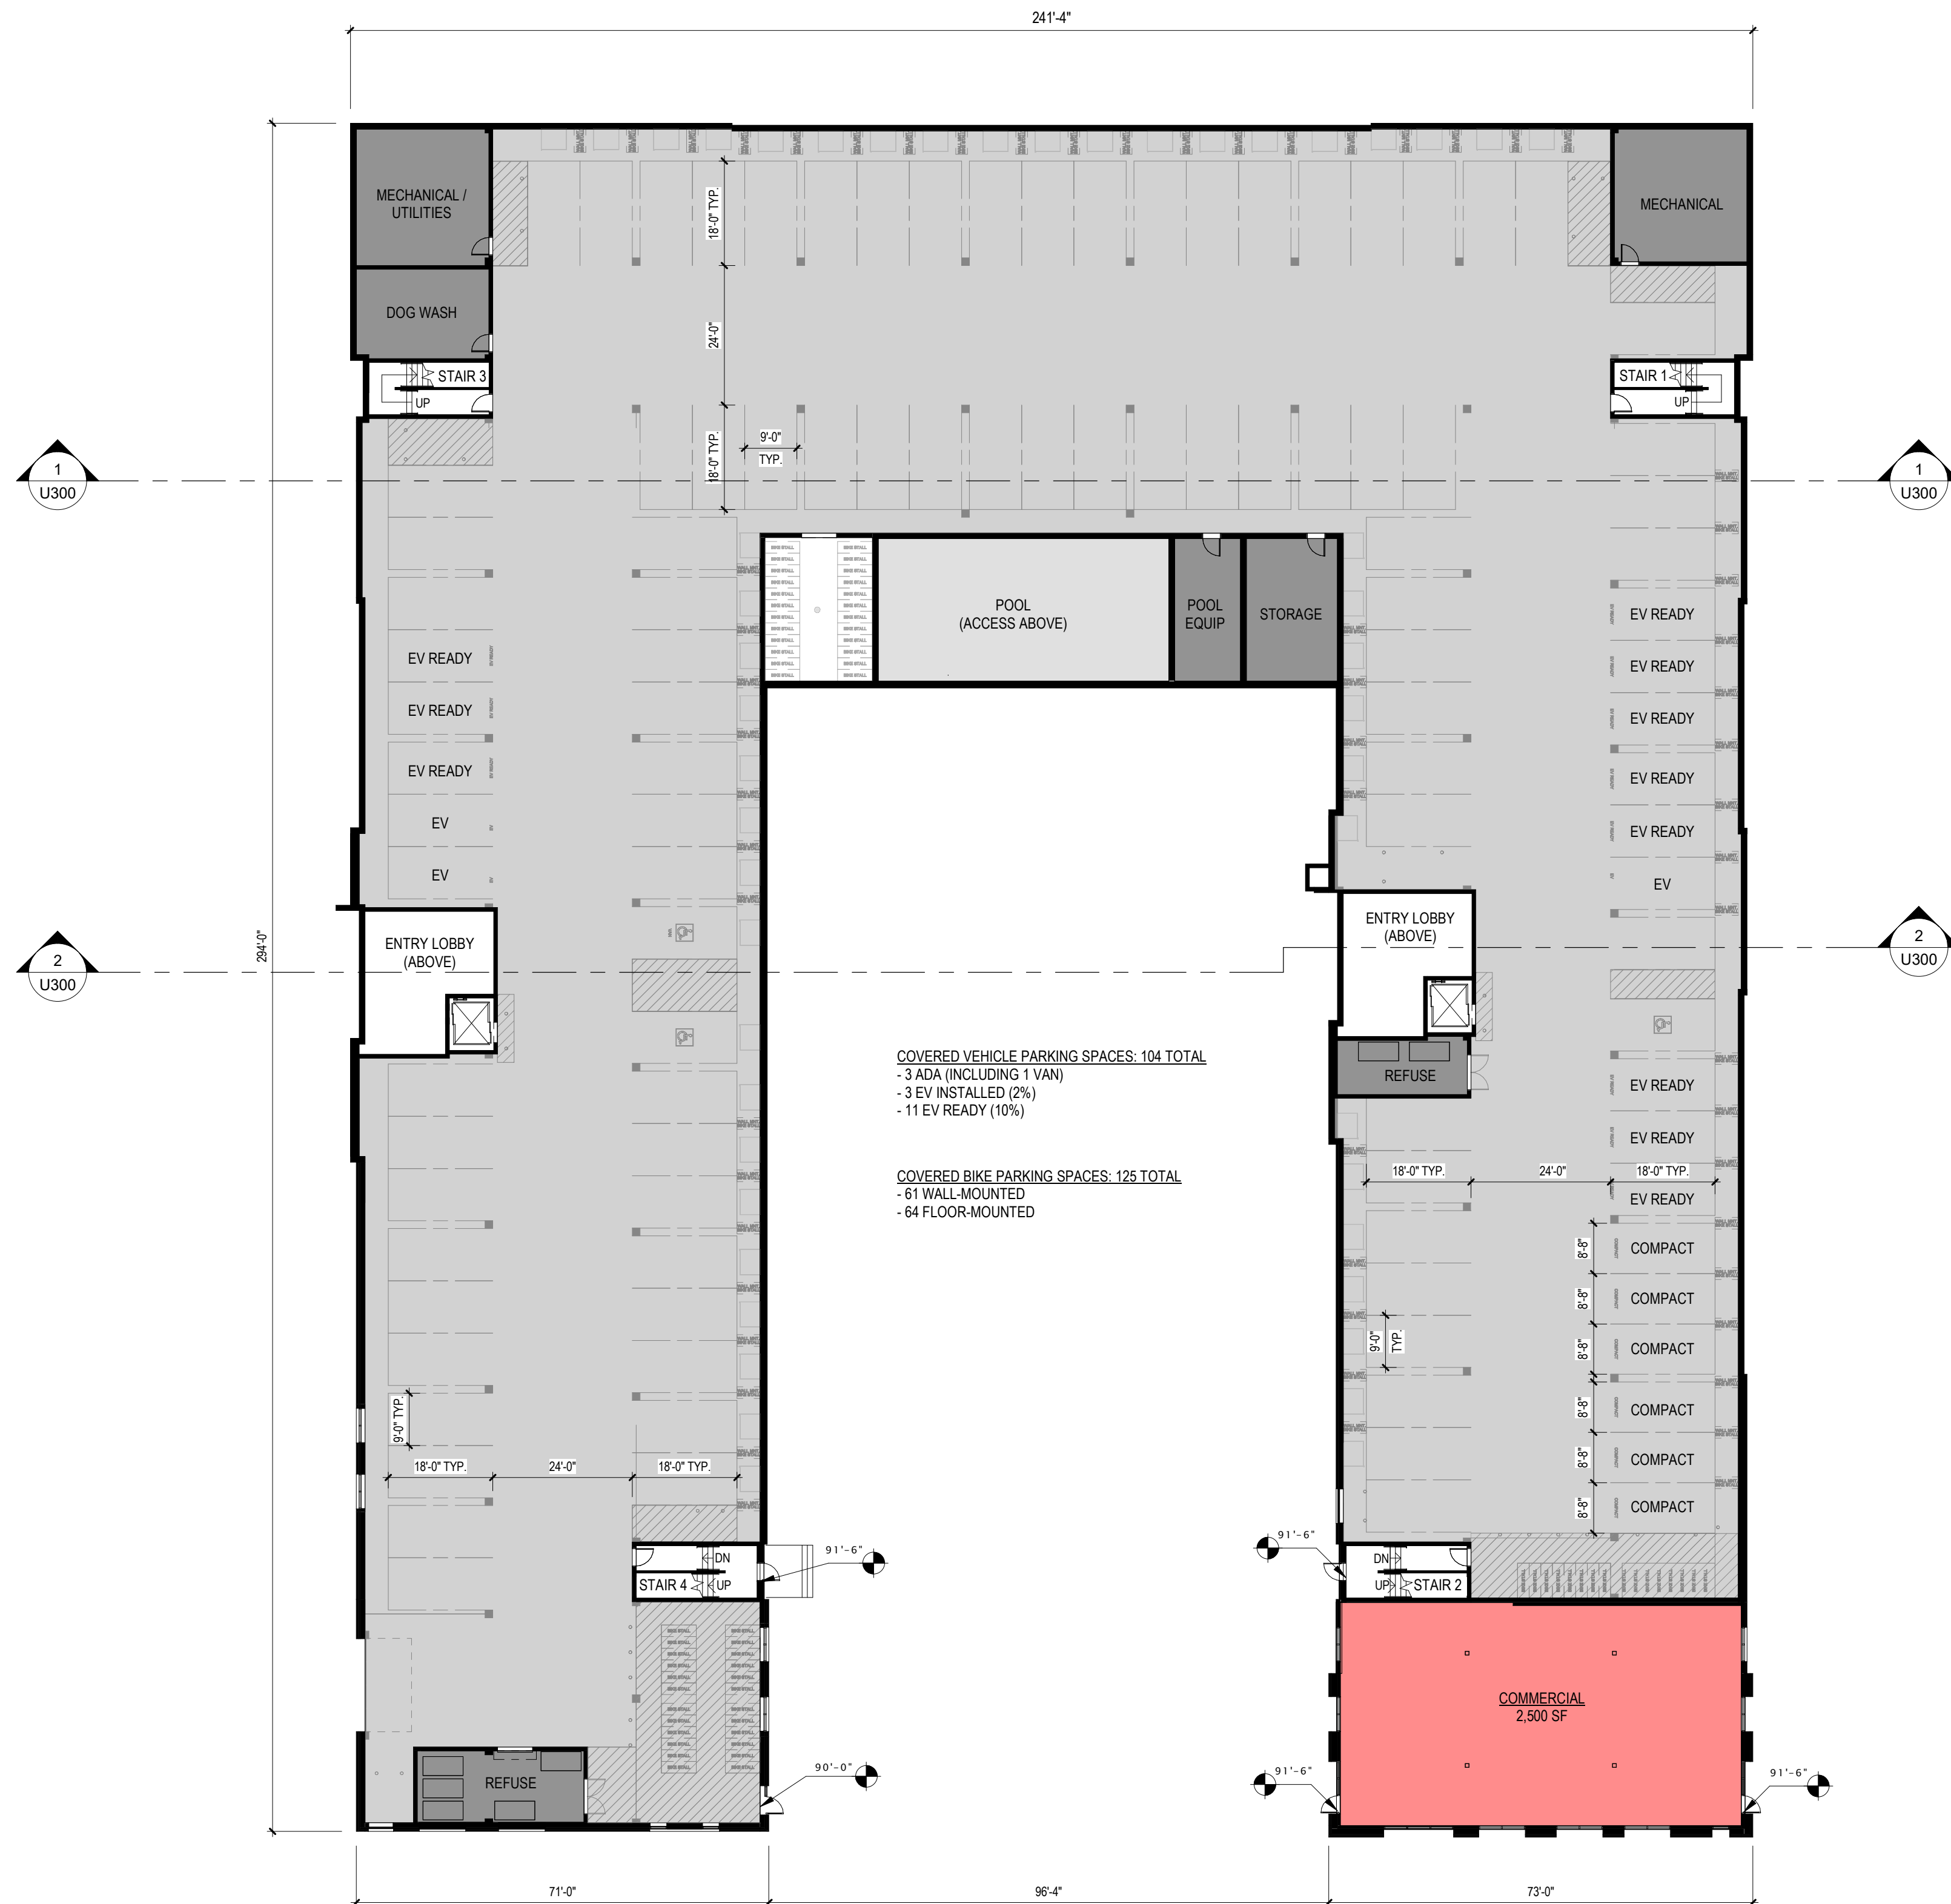 241'-4"
MECHANICAL /
UTILITIES
MECHANICAL
18'-0" TYP.
DOG WASH
24'-0"
STAIR 3
UP
STAIR 1
UP
9'-0"
TYP.
18'-0" TYP.
1
U300
1
U300
BIKE STALL
BIKE STALL
POOL
(ACCESS ABOVE)
POOL
EQUIP
STORAGE
WALL MNT
BIKE STALL
EV READY
EV READY
EV READY
EV READY
EV READY
EV READY
EV READY
EV READY
EV
EV
EV
VAN
294'-0"
ENTRY LOBBY
(ABOVE)
ENTRY LOBBY
(ABOVE)
2
U300
2
U300
COVERED VEHICLE PARKING SPACES: 104 TOTAL
- 3 ADA (INCLUDING 1 VAN)
- 3 EV INSTALLED (2%)
- 11 EV READY (10%)
REFUSE
EV READY
EV READY
EV READY
COVERED BIKE PARKING SPACES: 125 TOTAL
- 61 WALL-MOUNTED
- 64 FLOOR-MOUNTED
18'-0" TYP.
24'-0"
18'-0" TYP.
8'-8"
COMPACT
8'-8"
COMPACT
8'-8"
COMPACT
8'-8"
COMPACT
8'-8"
COMPACT
8'-8"
COMPACT
9'-0"
TYP.
9'-0" TYP.
18'-0" TYP.
24'-0"
18'-0" TYP.
DN
STAIR 4
UP
91'-6"
91'-6"
DN
UP
STAIR 2
COMMERCIAL
2,500 SF
REFUSE
90'-0"
91'-6"
91'-6"
71'-0"
96'-4"
73'-0"